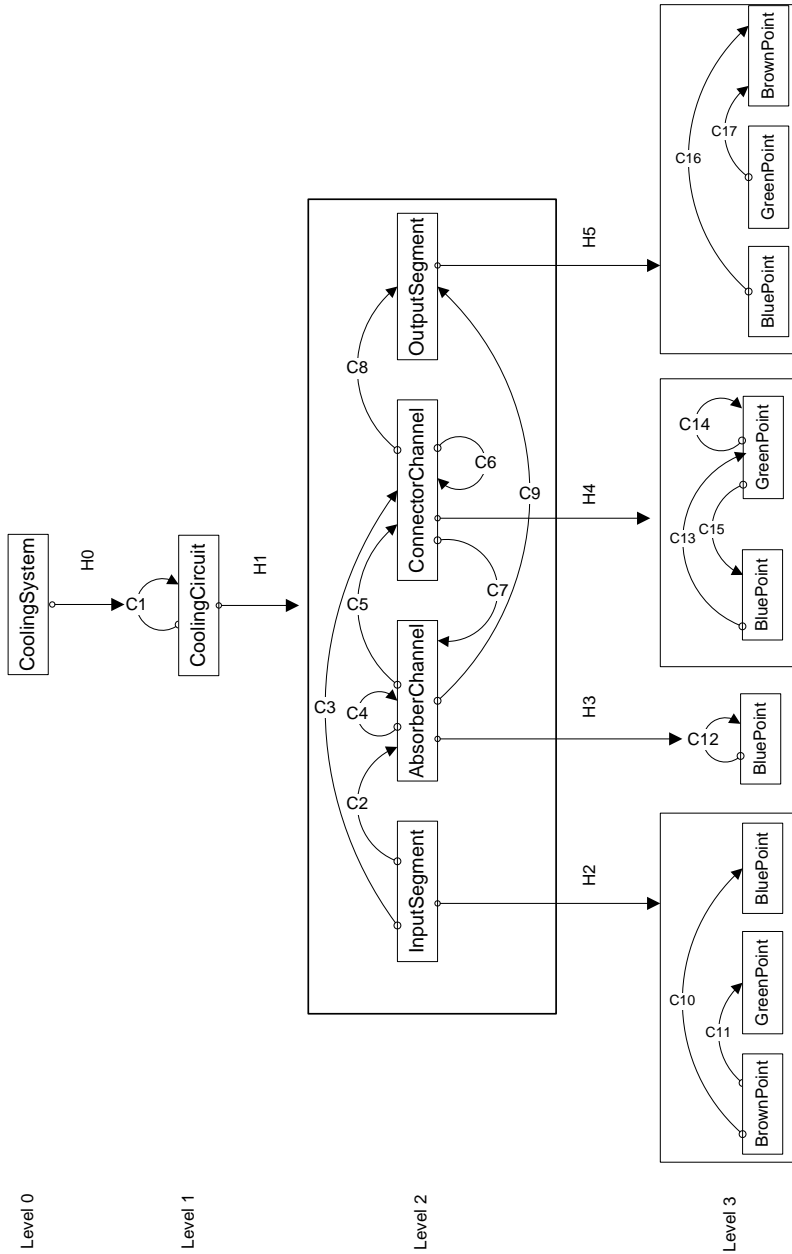 Level 0
CoolingSystem
H0
Level 1
C1
CoolingCircuit
H1
Level 2
C3
C2
C4
C5
C8
InputSegment
AbsorberChannel
ConnectorChannel
OutputSegment
C7
C6
C9
H2
H3
H4
H5
Level 3
C10
C11
BrownPoint
GreenPoint
BluePoint
C12
BluePoint
C13
C15
C14
BluePoint
GreenPoint
C16
C17
BluePoint
GreenPoint
BrownPoint